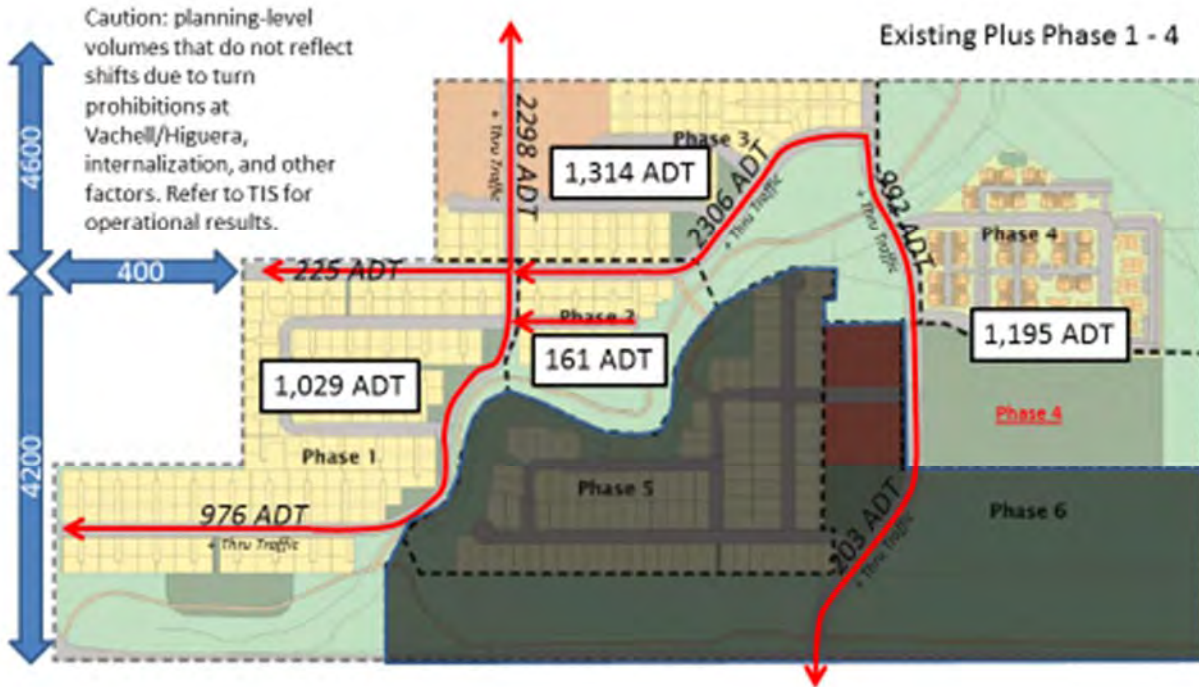 Caution: planning-level
volumes that do not reflect
shifts due to turn
prohibitions at
Vachell/Higuera,
internalization, and other
factors. Refer to TIS for
operational results.
Existing Plus Phase 1 - 4
4600
400
4200
2298 ADT
+ Thru Traffic
Phase 3
1,314 ADT
2306 ADT
+ Thru Traffic
992 ADT
+ Thru Traffic
Phase 4
1,195 ADT
225 ADT
Phase 2
161 ADT
1,029 ADT
Phase 1
Phase 4
976 ADT
+ Thru Traffic
Phase 5
203 ADT
+ Thru Traffic
Phase 6